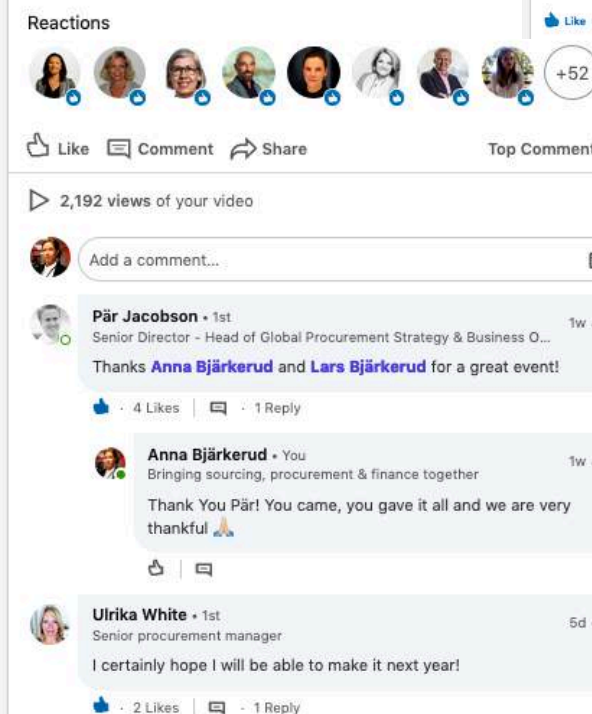 Reactions
Like
+52
Like Comment Share Top Comment
2,192 views of your video
Add a comment...
Pär Jacobson • 1st
1w
Senior Director - Head of Global Procurement Strategy & Business O...
Thanks Anna Bjärkerud and Lars Bjärkerud for a great event!
· 4 Likes | · 1 Reply
Anna Bjärkerud • You
1w
Bringing sourcing, procurement & finance together
Thank You Pär! You came, you gave it all and we are very
thankful 🙏🏼
Ulrika White • 1st
5d
Senior procurement manager
I certainly hope I will be able to make it next year!
· 2 Likes | · 1 Reply